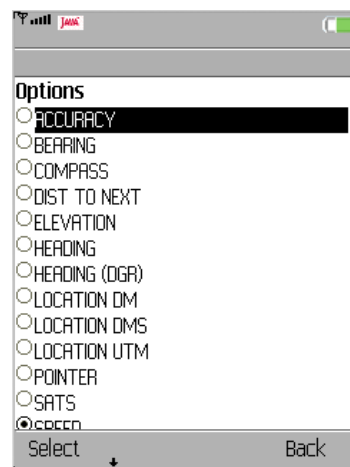 JAVA
Options
ACCURACY
BEARING
COMPASS
DIST TO NEXT
ELEVATION
HEADING
HEADING (DGR)
LOCATION DM
LOCATION DMS
LOCATION UTM
POINTER
SATS
SPEED
Select Back